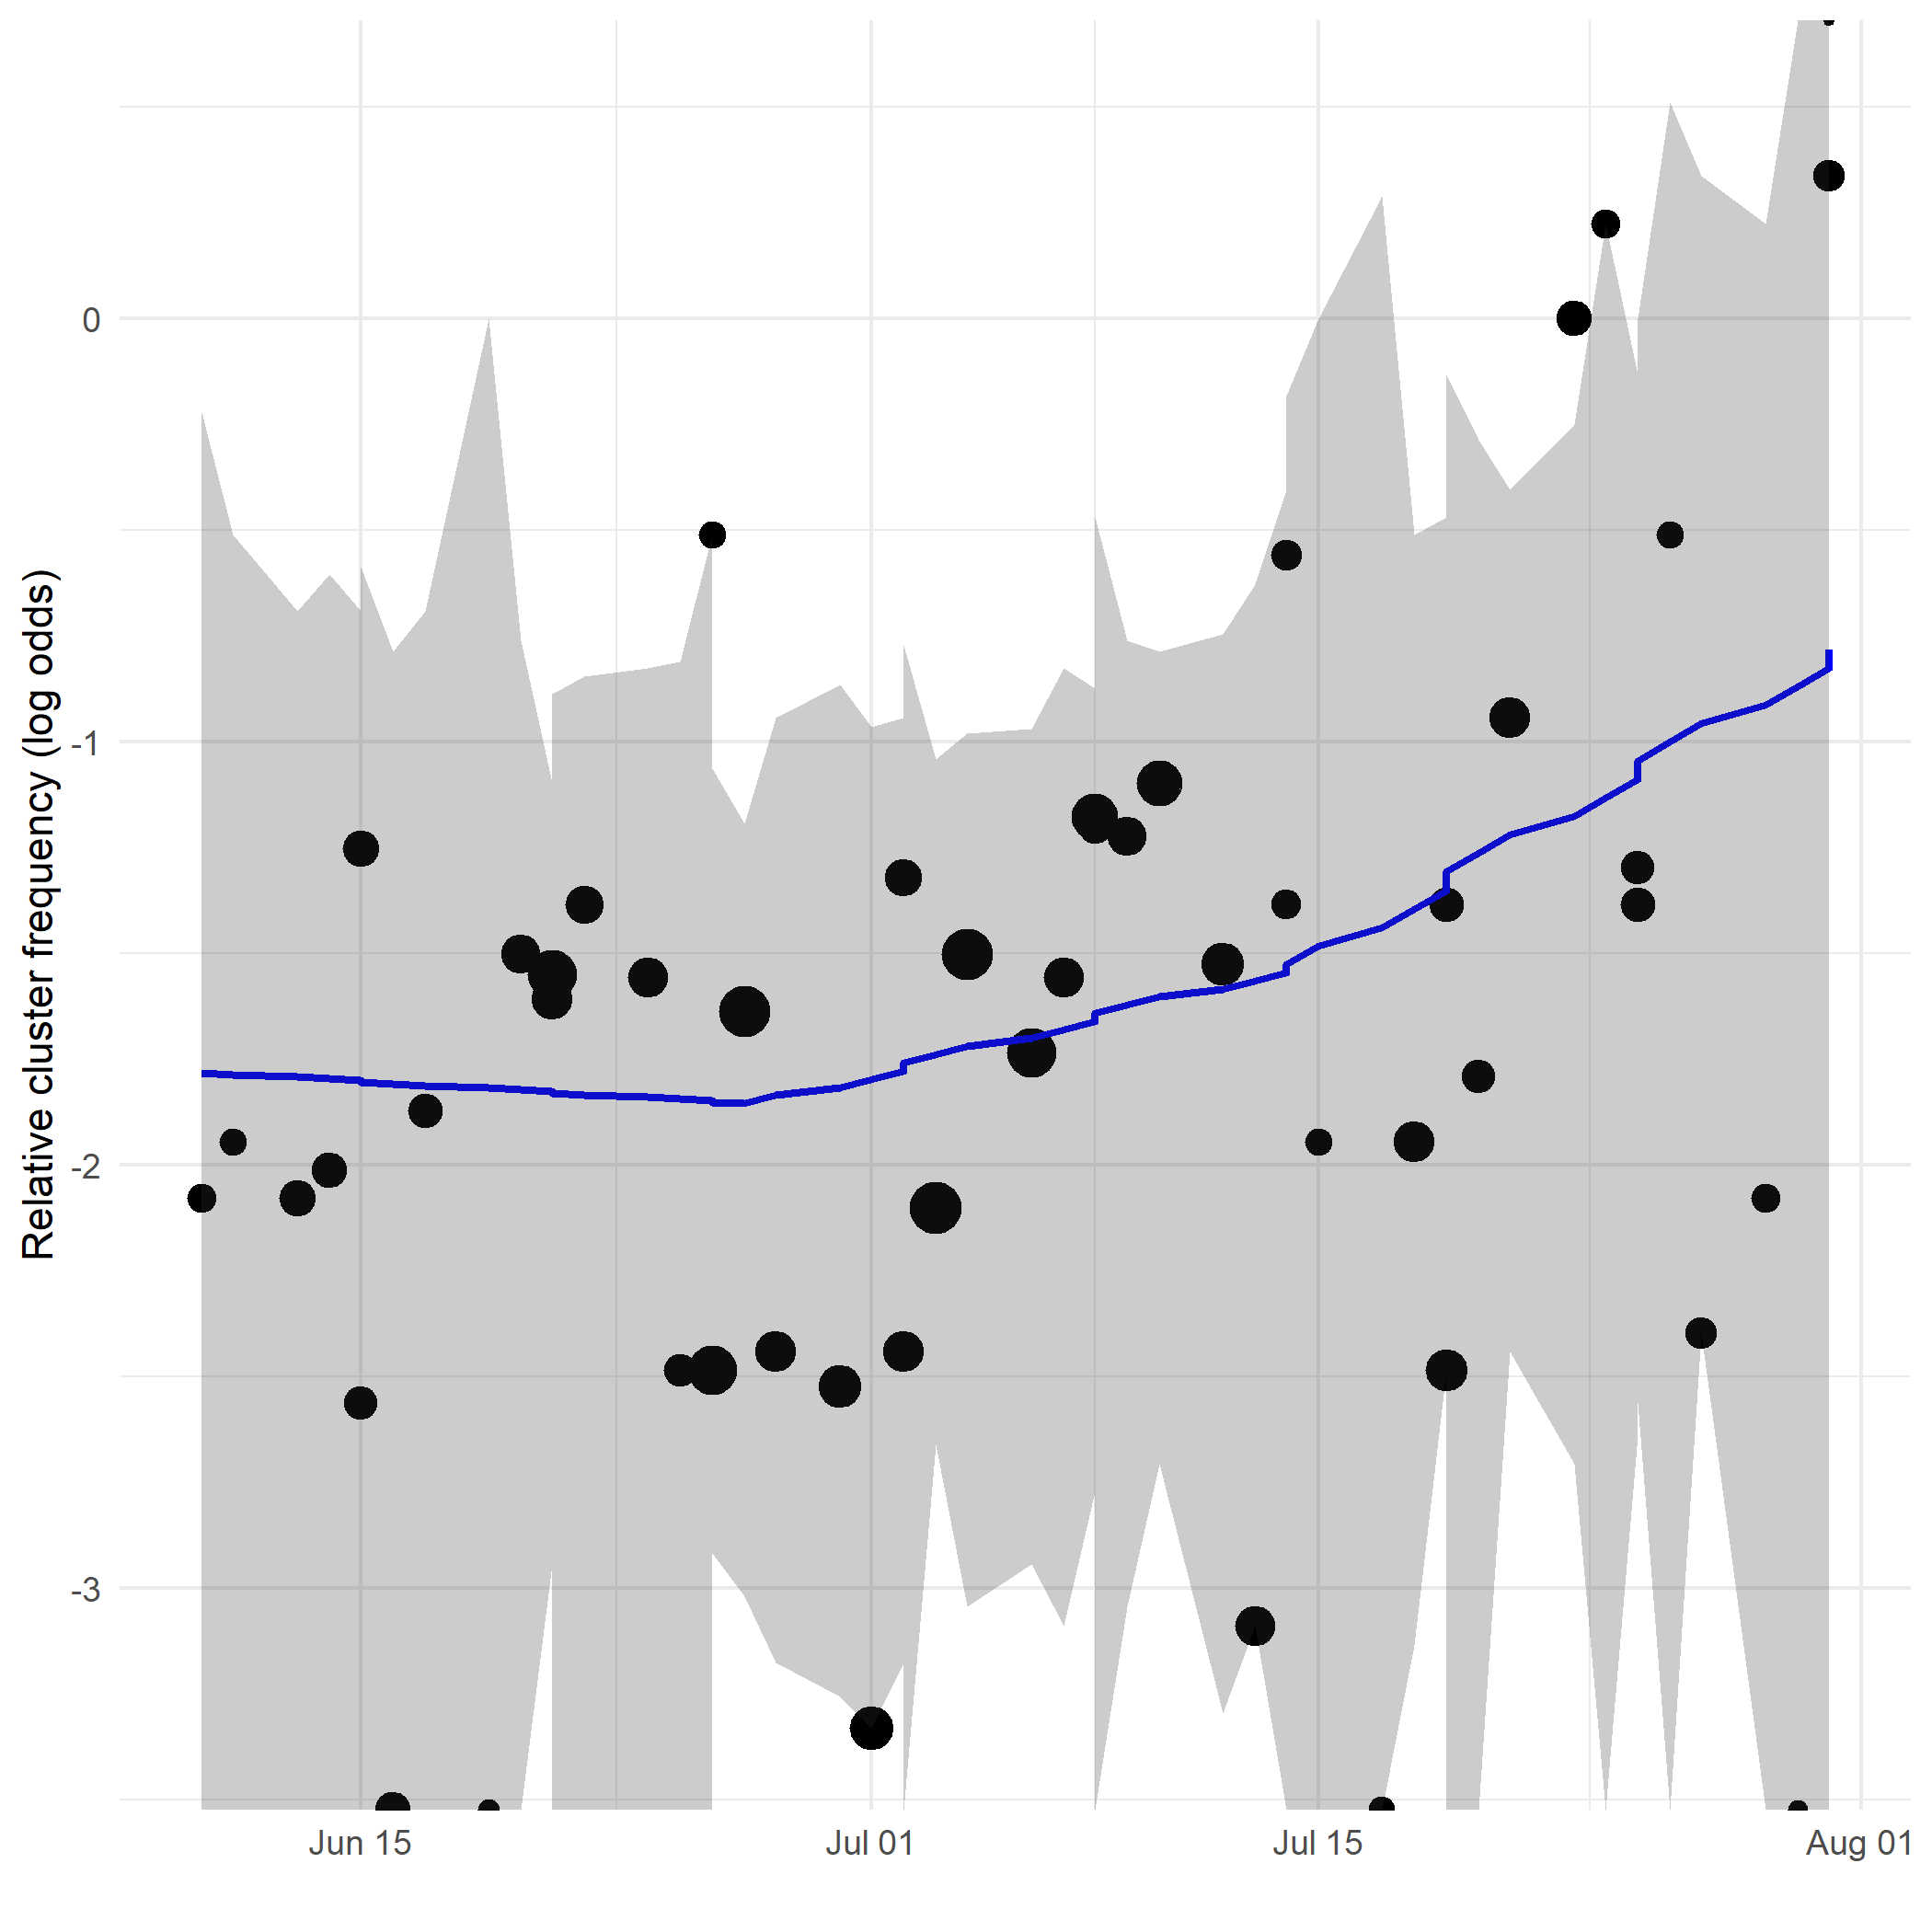 Relative cluster frequency (log odds)
0
-1
-2
-3
Jun 15
Jul 01
Jul 15
Aug 01